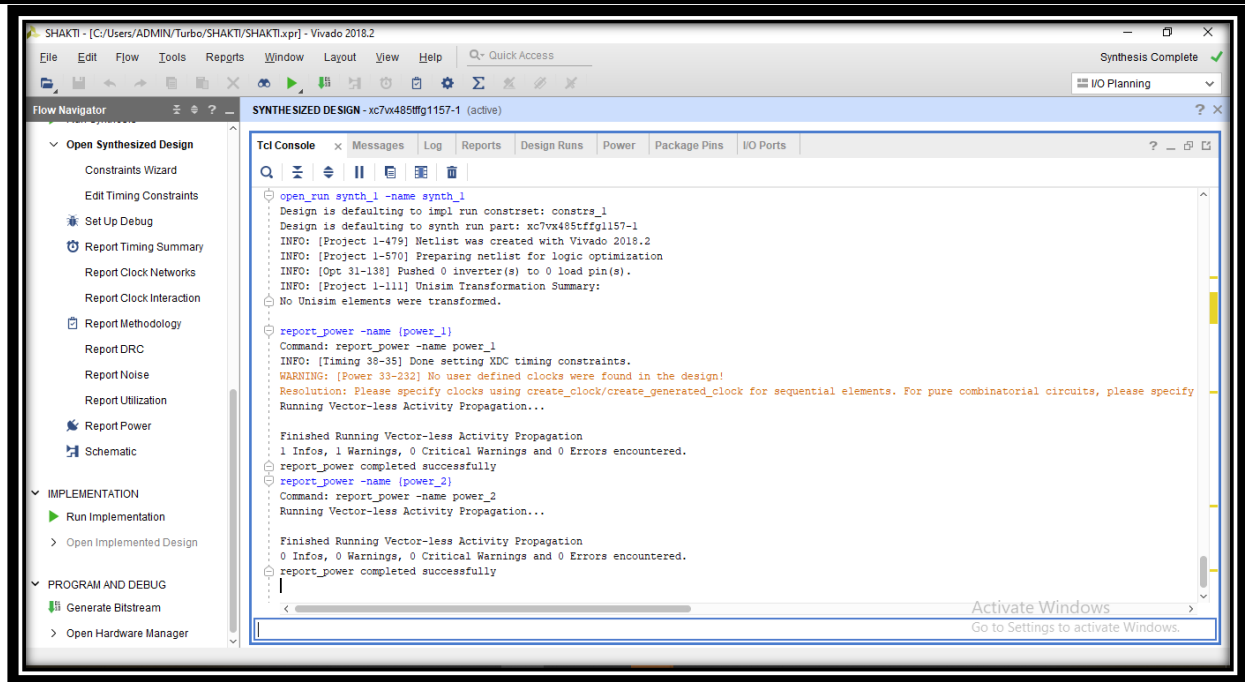 SHAKTI - [C:/Users/ADMIN/Turbo/SHAKTI/SHAKTI.xpr] - Vivado 2018.2
File Edit Flow Tools Reports Window Layout View Help Quick Access
Synthesis Complete
I/O Planning
Flow Navigator
SYNTHESIZED DESIGN - xc7vx485tffg1157-1 (active)
Open Synthesized Design
Constraints Wizard
Edit Timing Constraints
Set Up Debug
Report Timing Summary
Report Clock Networks
Report Clock Interaction
Report Methodology
Report DRC
Report Noise
Report Utilization
Report Power
Schematic
IMPLEMENTATION
Run Implementation
Open Implemented Design
PROGRAM AND DEBUG
Generate Bitstream
Open Hardware Manager
Tcl Console Messages Log Reports Design Runs Power Package Pins I/O Ports
open_run synth_1 -name synth_1
Design is defaulting to impl run constrset: constrs_1
Design is defaulting to synth run part: xc7vx485tffg1157-1
INFO: [Project 1-479] Netlist was created with Vivado 2018.2
INFO: [Project 1-570] Preparing netlist for logic optimization
INFO: [Opt 31-138] Pushed 0 inverter(s) to 0 load pin(s).
INFO: [Project 1-111] Unisim Transformation Summary:
No Unisim elements were transformed.
report_power -name {power_1}
Command: report_power -name power_1
INFO: [Timing 38-35] Done setting XDC timing constraints.
WARNING: [Power 33-232] No user defined clocks were found in the design!
Resolution: Please specify clocks using create_clock/create_generated_clock for sequential elements. For pure combinatorial circuits, please specify
Running Vector-less Activity Propagation...
Finished Running Vector-less Activity Propagation
1 Infos, 1 Warnings, 0 Critical Warnings and 0 Errors encountered.
report_power completed successfully
report_power -name {power_2}
Command: report_power -name power_2
Running Vector-less Activity Propagation...
Finished Running Vector-less Activity Propagation
0 Infos, 0 Warnings, 0 Critical Warnings and 0 Errors encountered.
report_power completed successfully
Activate Windows
Go to Settings to activate Windows.